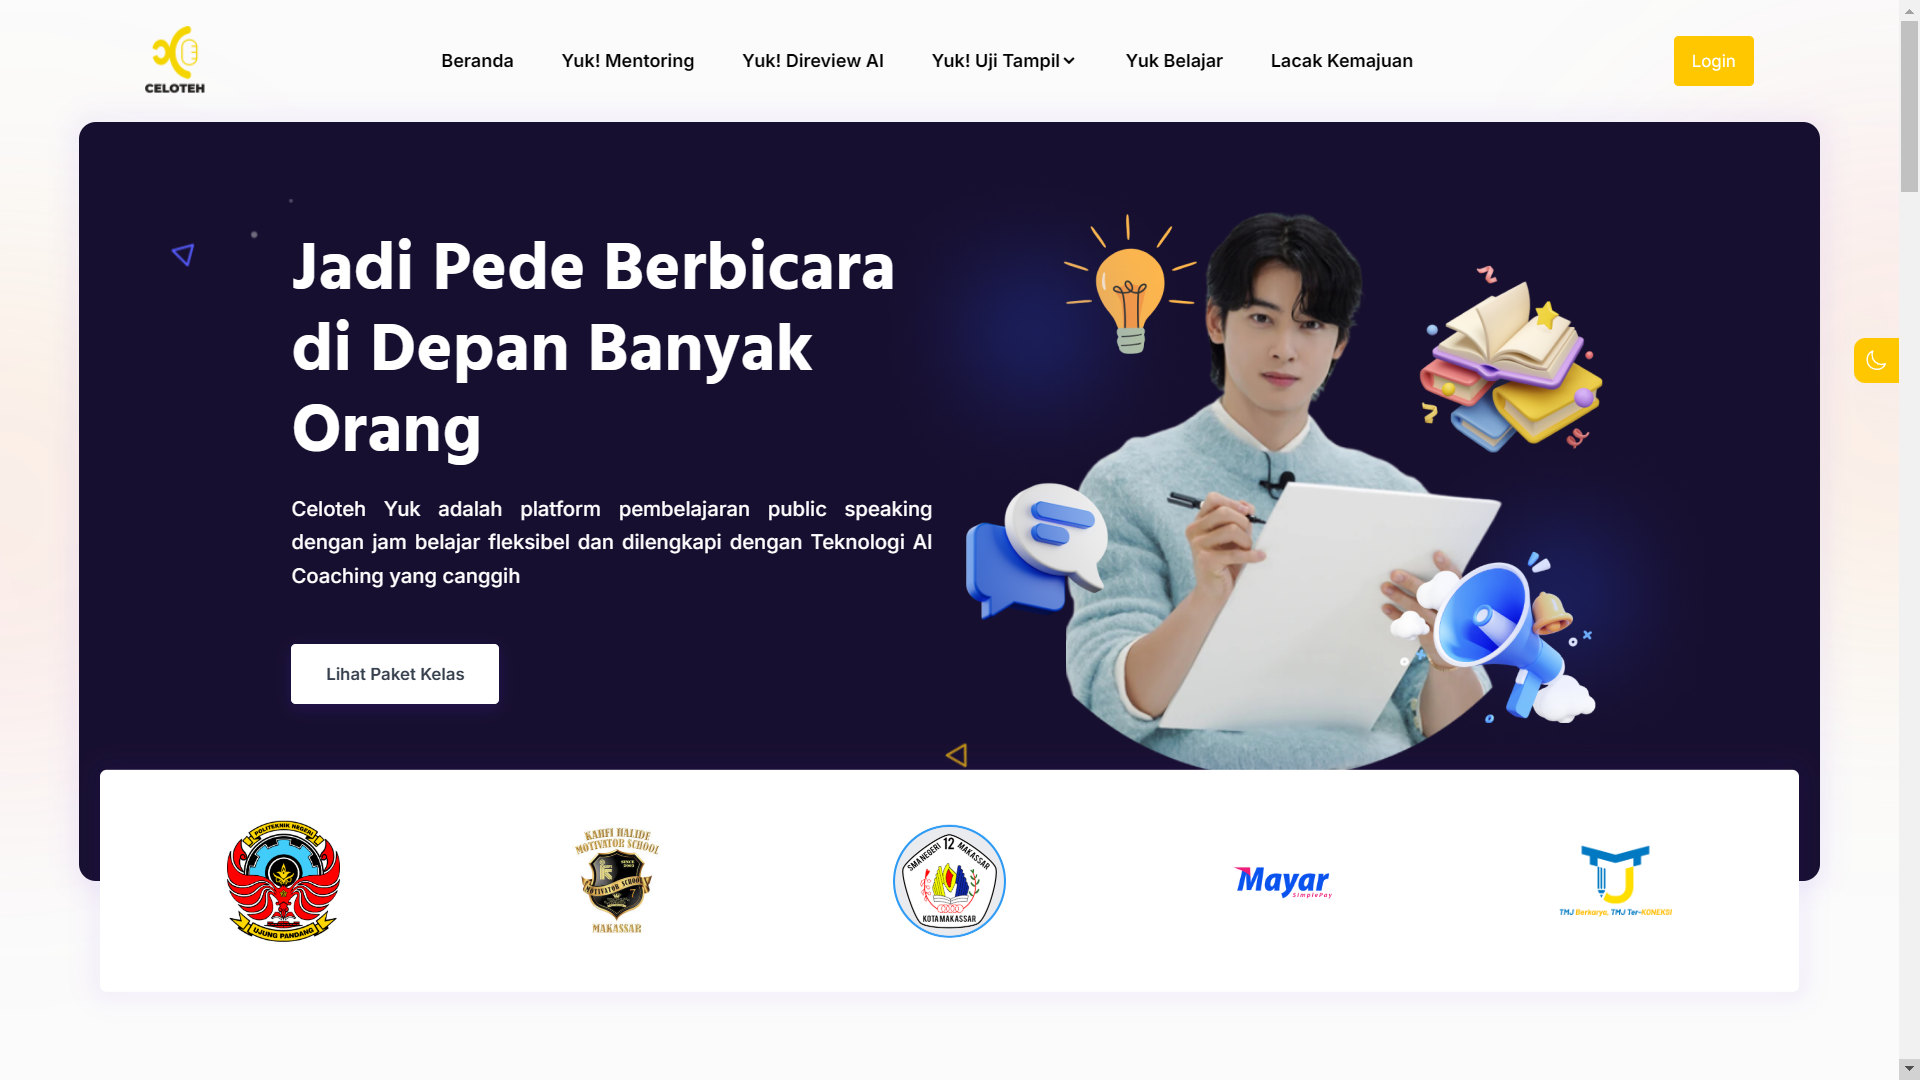 CELOTEH
Beranda
Yuk! Mentoring
Yuk! Direview AI
Yuk! Uji Tampil
Yuk Belajar
Lacak Kemajuan
Login
Jadi Pede Berbicara
di Depan Banyak
Orang
Celoteh Yuk adalah platform pembelajaran public speaking
dengan jam belajar fleksibel dan dilengkapi dengan Teknologi AI
Coaching yang canggih
Lihat Paket Kelas
POLITEKNIK NEGERI
UJUNG PANDANG
KAHFI HALIDE
MOTIVATOR SCHOOL
SINCE
MOTIVATOR SCHOOL
MAKASSAR
SMA NEGERI 12 MAKASSAR
KOTA MAKASSAR
Mayar
SimplePay
TMJ Berkarya, TMJ Ter-KONEKSI